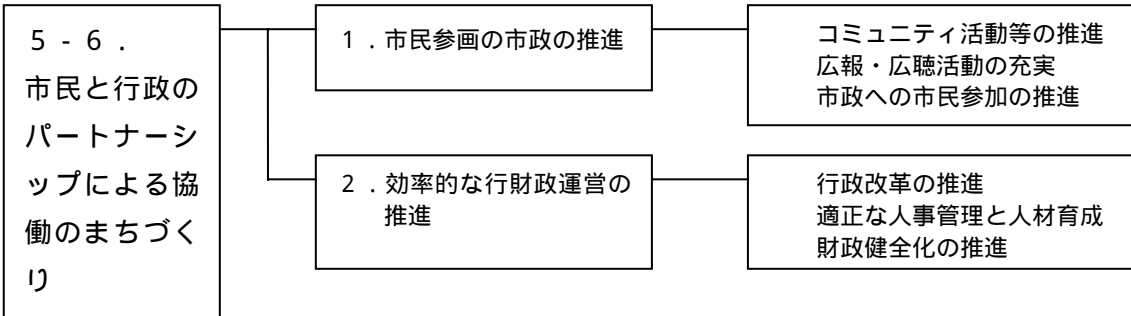 5-6．
市民と行政の
パートナーシ
ップによる協
働のまちづく
り
1．市民参画の市政の推進
コミュニティ活動等の推進
広報・広聴活動の充実
市政への市民参加の推進
2．効率的な行財政運営の
推進
行政改革の推進
適正な人事管理と人材育成
財政健全化の推進